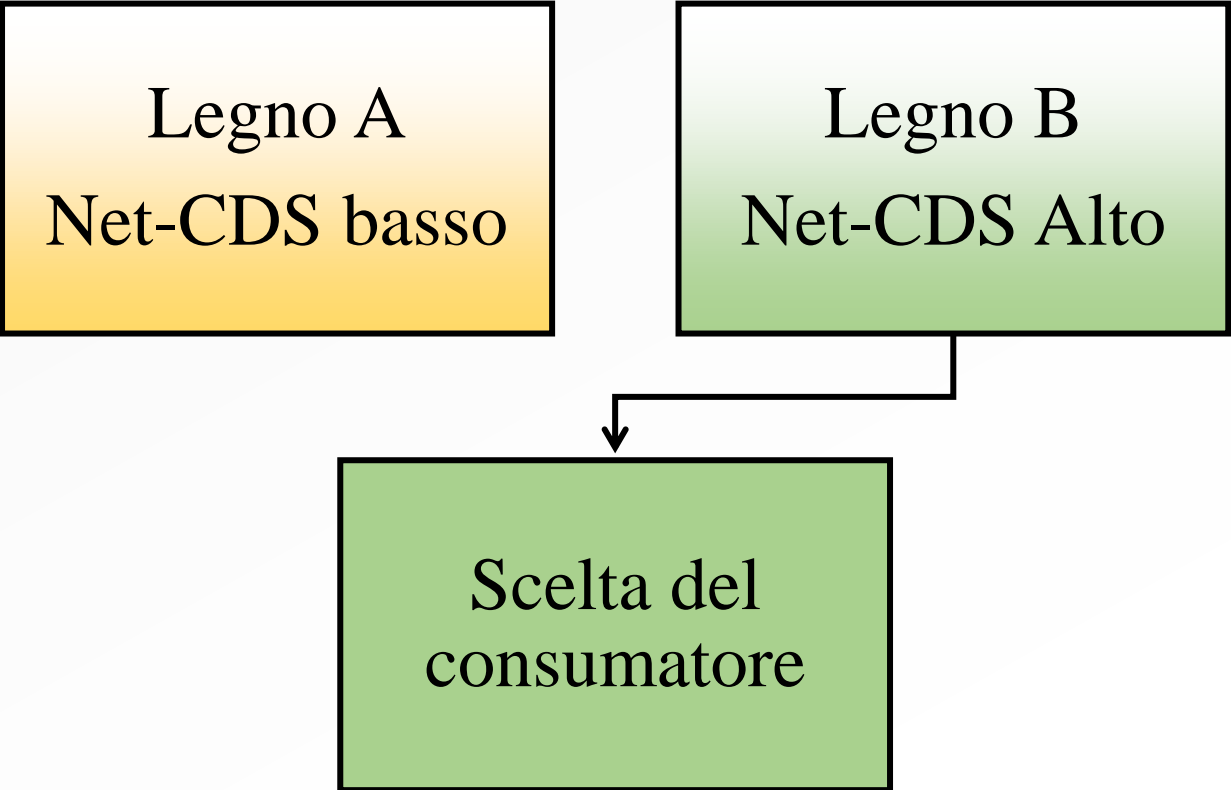 Legno A
Net-CDS basso
Legno B
Net-CDS Alto
Scelta del
consumatore